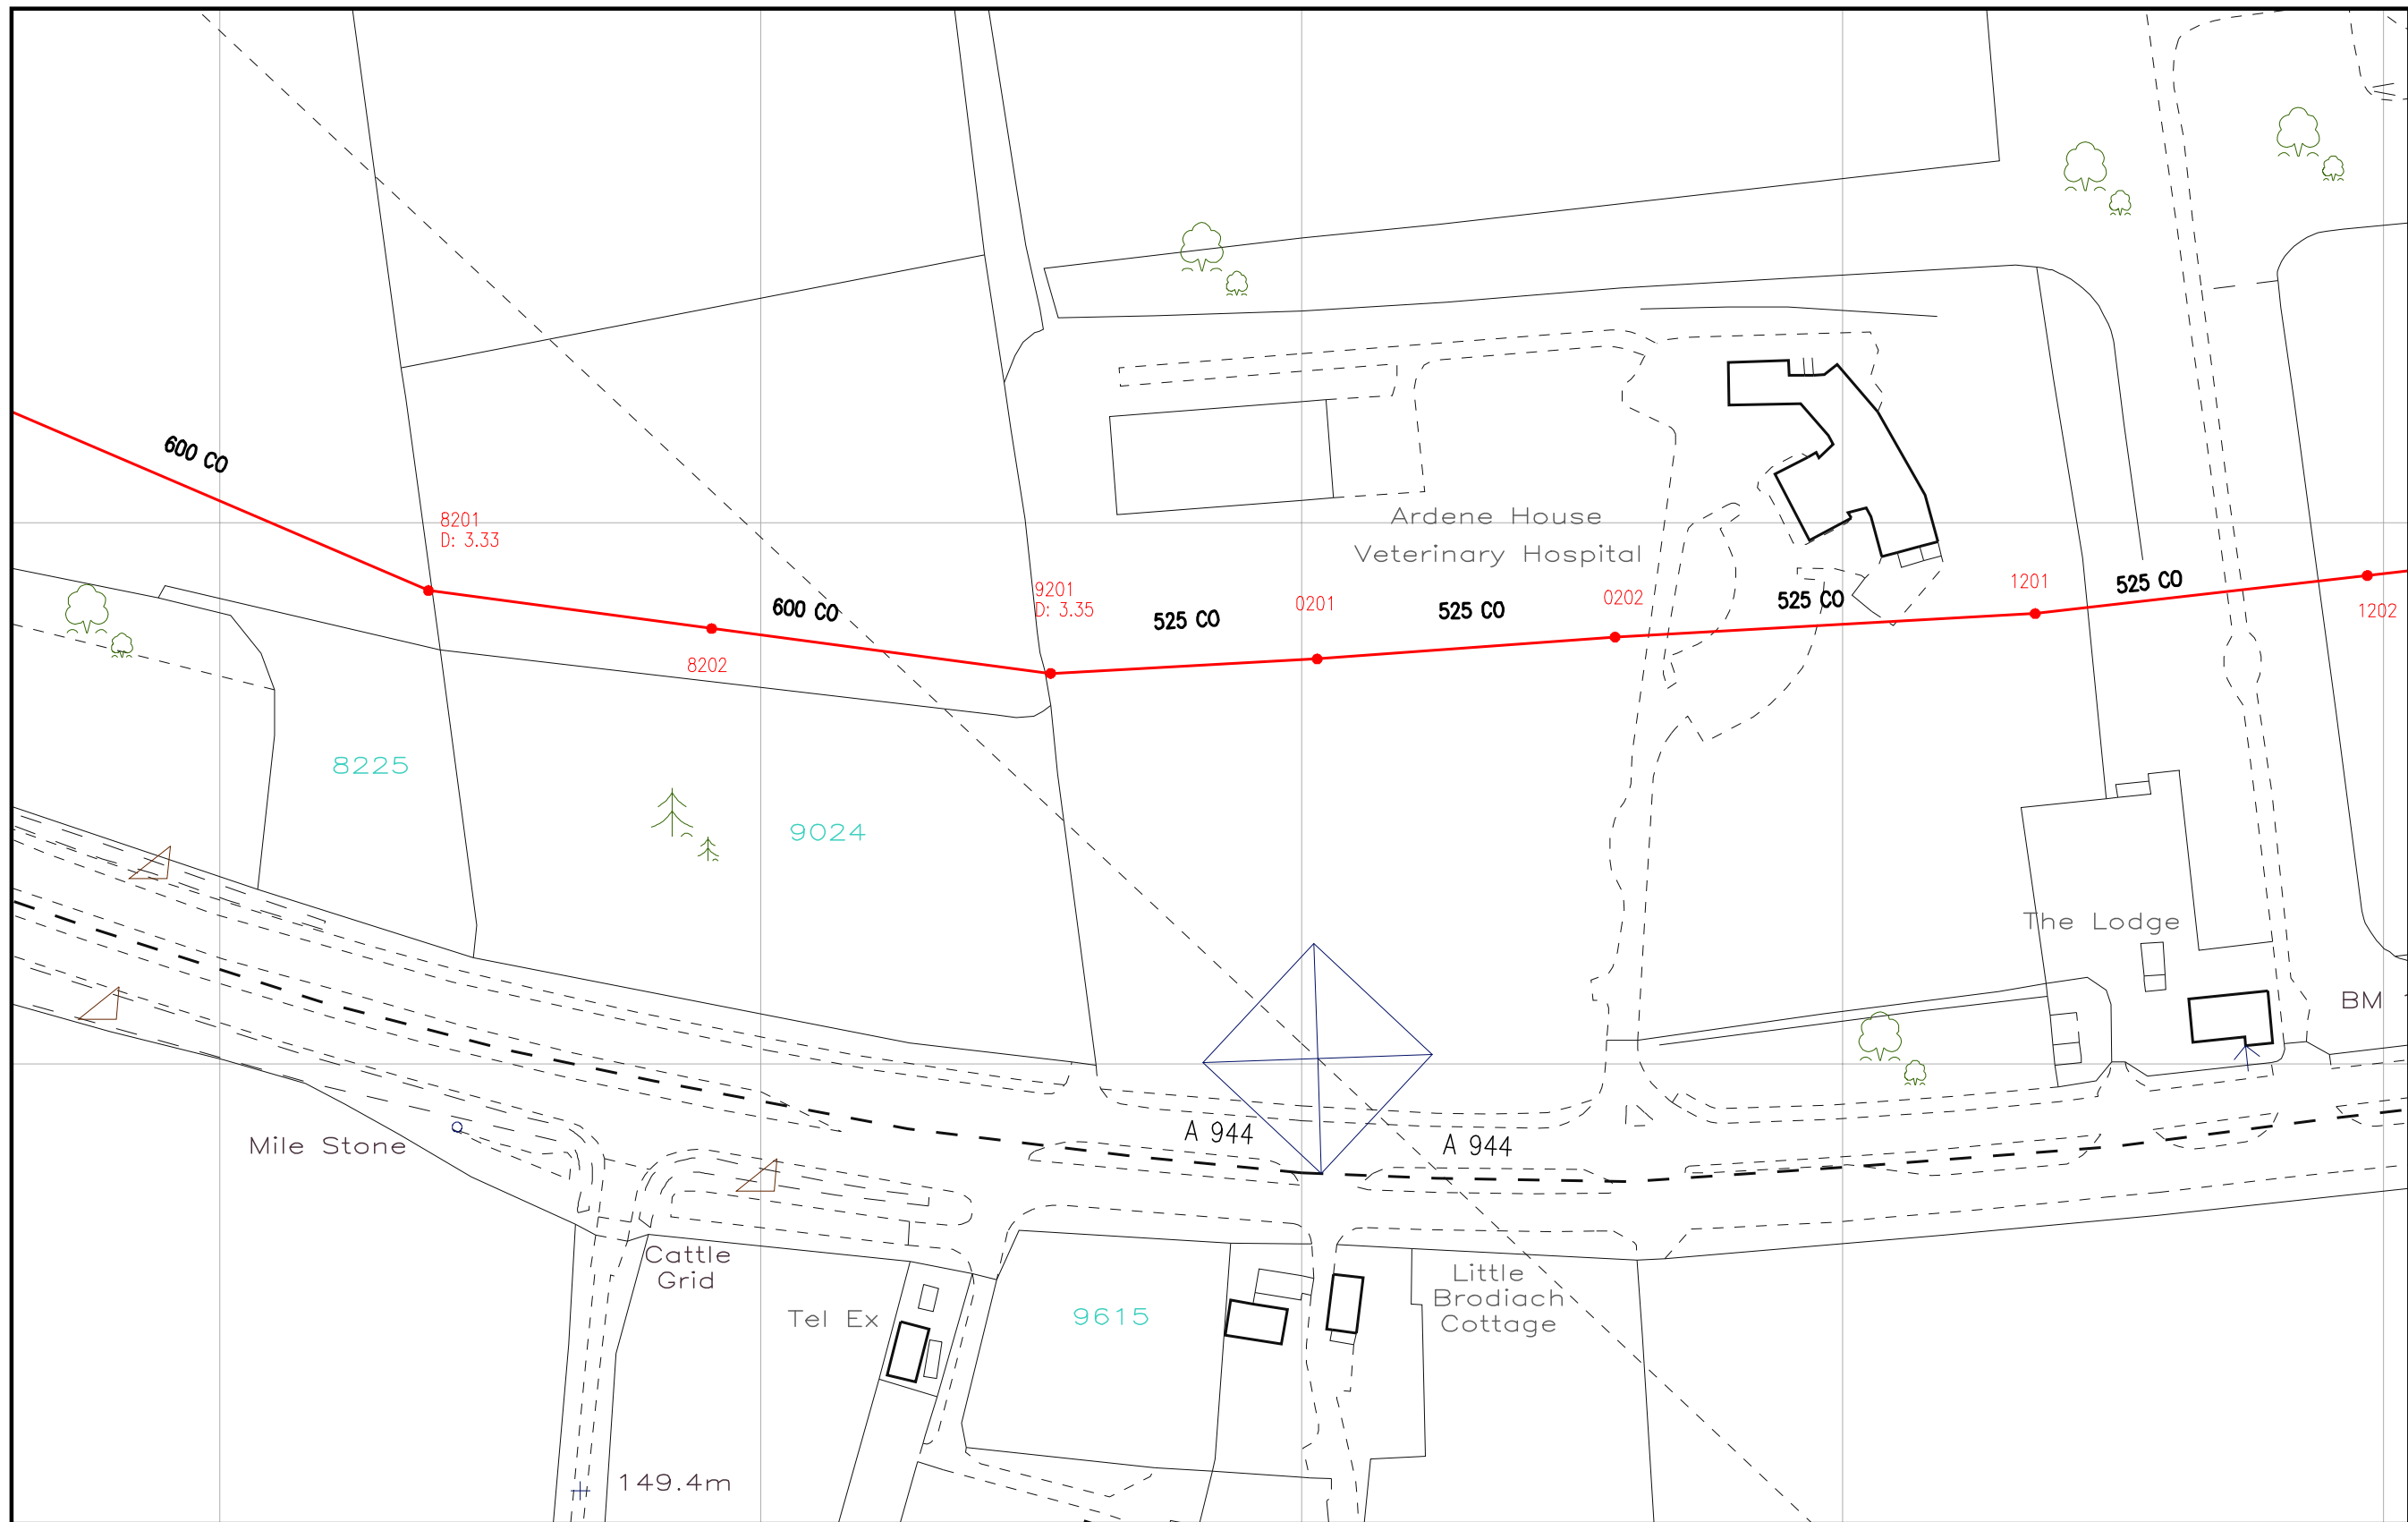 600 CO
8201
D: 3.33
Ardene House
Veterinary Hospital
525 CO
1201
1202
9201
D: 3.35
600 CO
525 CO
0201
525 CO
0202
525 CO
8202
8225
9024
The Lodge
BM
Mile Stone
A 944
A 944
Cattle
Grid
Tel Ex
9615
Little
Brodiach
Cottage
149.4m